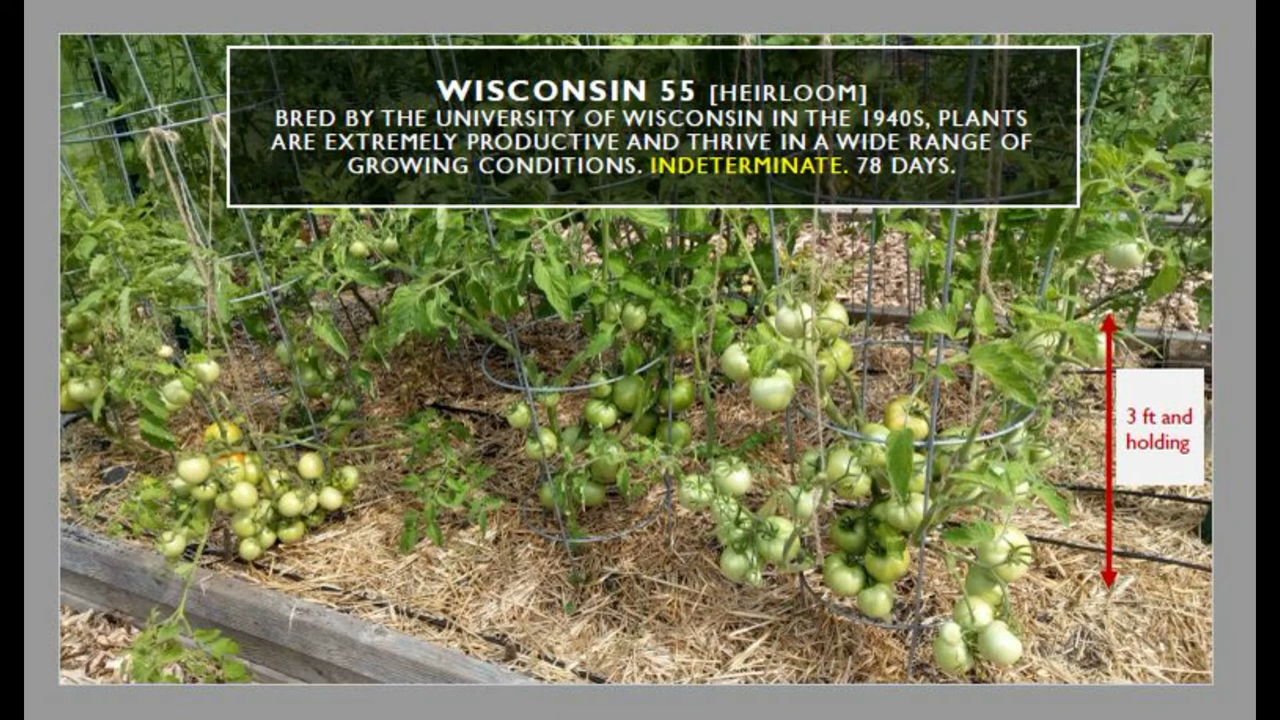 WISCONSIN 55 [HEIRLOOM]
BRED BY THE UNIVERSITY OF WISCONSIN IN THE 1940S, PLANTS
ARE EXTREMELY PRODUCTIVE AND THRIVE IN A WIDE RANGE OF
GROWING CONDITIONS. INDETERMINATE. 78 DAYS.
3 ft and
holding